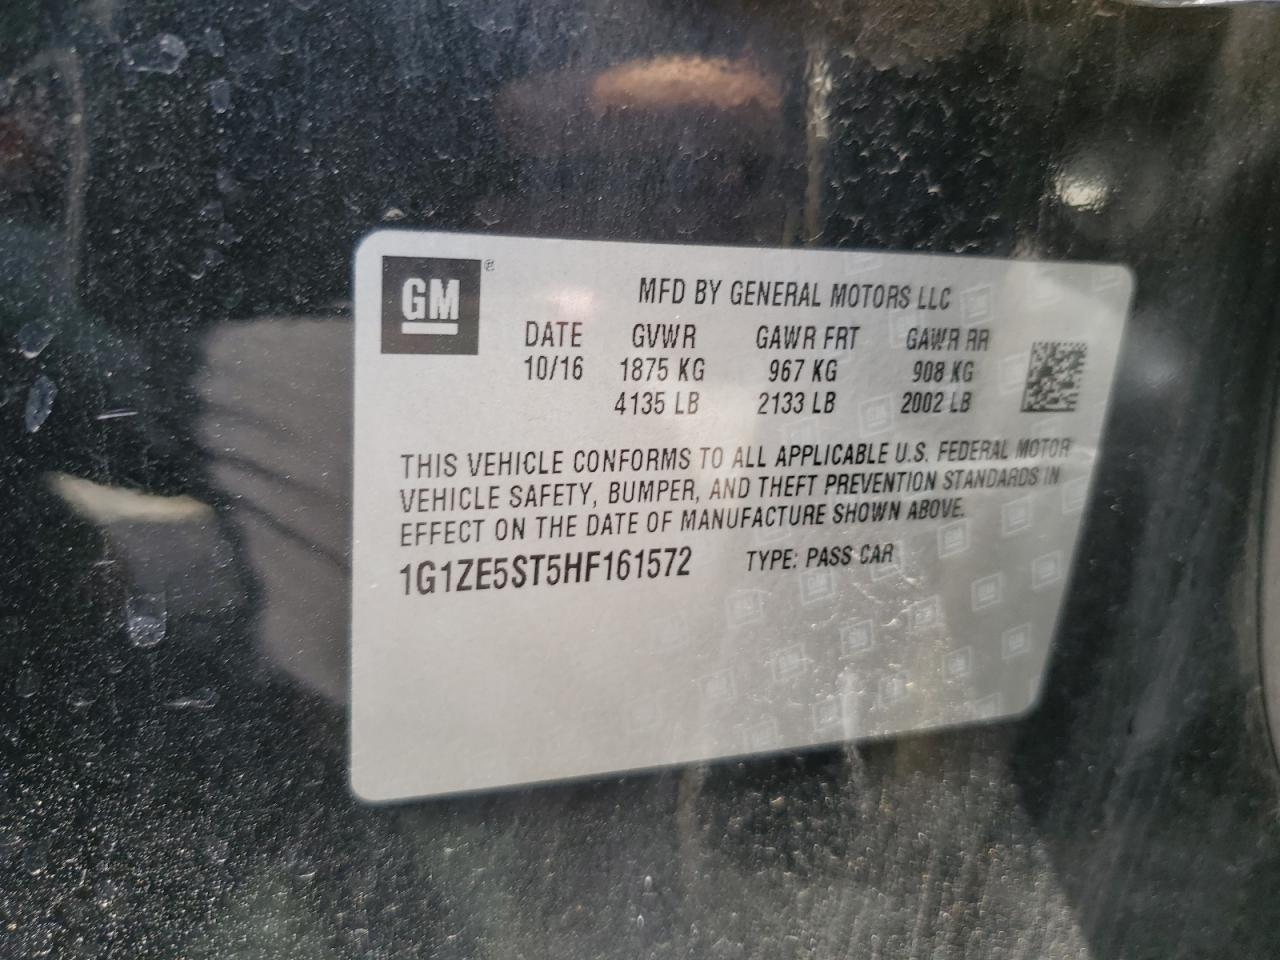 GM®
MFD BY GENERAL MOTORS LLC
DATE GVWR GAWR FRT GAWR RR
10/16 1875 KG 967 KG 908 KG
4135 LB 2133 LB 2002 LB
THIS VEHICLE CONFORMS TO ALL APPLICABLE U.S. FEDERAL MOTOR
VEHICLE SAFETY, BUMPER, AND THEFT PREVENTION STANDARDS IN
EFFECT ON THE DATE OF MANUFACTURE SHOWN ABOVE.
1G1ZE5ST5HF161572 TYPE: PASS CAR